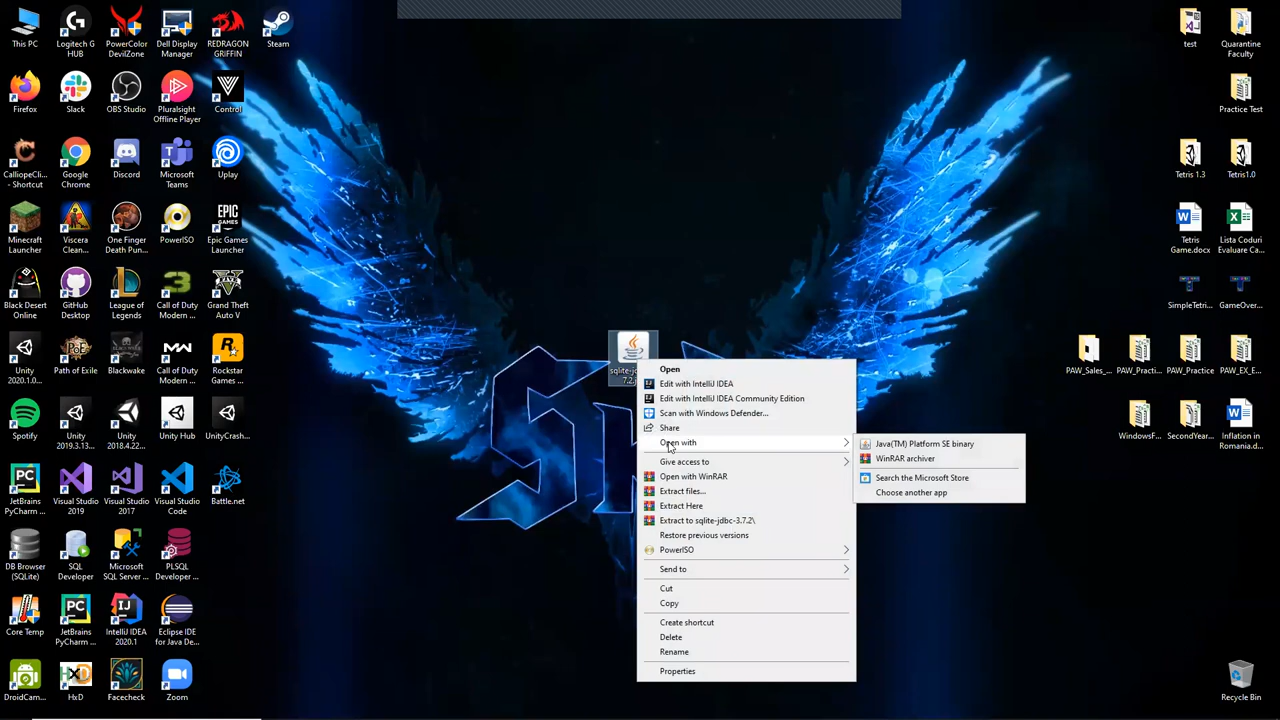 This PC
Logitech G
HUB
PowerColor
DevilZone
Dell Display
Manager
REDRAGON
GRIFFIN
Steam
Firefox
Slack
OBS Studio
Pluralsight
Offline Player
Control
CalliopeCli...
- Shortcut
Google
Chrome
Discord
Microsoft
Teams
Uplay
Minecraft
Launcher
Viscera
Clean...
One Finger
Death Pun...
PowerISO
Epic Games
Launcher
Black Desert
Online
GitHub
Desktop
League of
Legends
Call of Duty
Modern ...
Grand Theft
Auto V
Unity
2020.1.0...
Path of Exile
Blackwake
Call of Duty
Modern ...
Rockstar
Games ...
Spotify
Unity
2019.3.13...
Unity
2018.4.22...
Unity Hub
UnityCrash...
JetBrains
PyCharm ...
Visual Studio
2019
Visual Studio
2017
Visual Studio
Code
Battle.net
DB Browser
(SQLite)
SQL
Developer
Microsoft
SQL Server ...
PLSQL
Developer ...
Core Temp
JetBrains
PyCharm ...
IntelliJ IDEA
2020.1
Eclipse IDE
for Java De...
DroidCam...
HxD
Facecheck
Zoom
test
Quarantine
Faculty
Practice Test
Tetris 1.3
Tetris1.0
Tetris
Game.docx
Lista Coduri
Evaluare Ca...
SimpleTetri...
GameOver...
PAW_Sales_...
PAW_Practi...
PAW_Practice
PAW_EX_E...
WindowsF...
SecondYear...
Inflation in
Romania.d...
Recycle Bin
Open
Edit with IntelliJ IDEA
Edit with IntelliJ IDEA Community Edition
Scan with Windows Defender...
Share
Open with
Give access to
Open with WinRAR
Extract files...
Extract Here
Extract to sqlite-jdbc-3.7.2\
Restore previous versions
PowerISO
Send to
Cut
Copy
Create shortcut
Delete
Rename
Properties
Java(TM) Platform SE binary
WinRAR archiver
Search the Microsoft Store
Choose another app